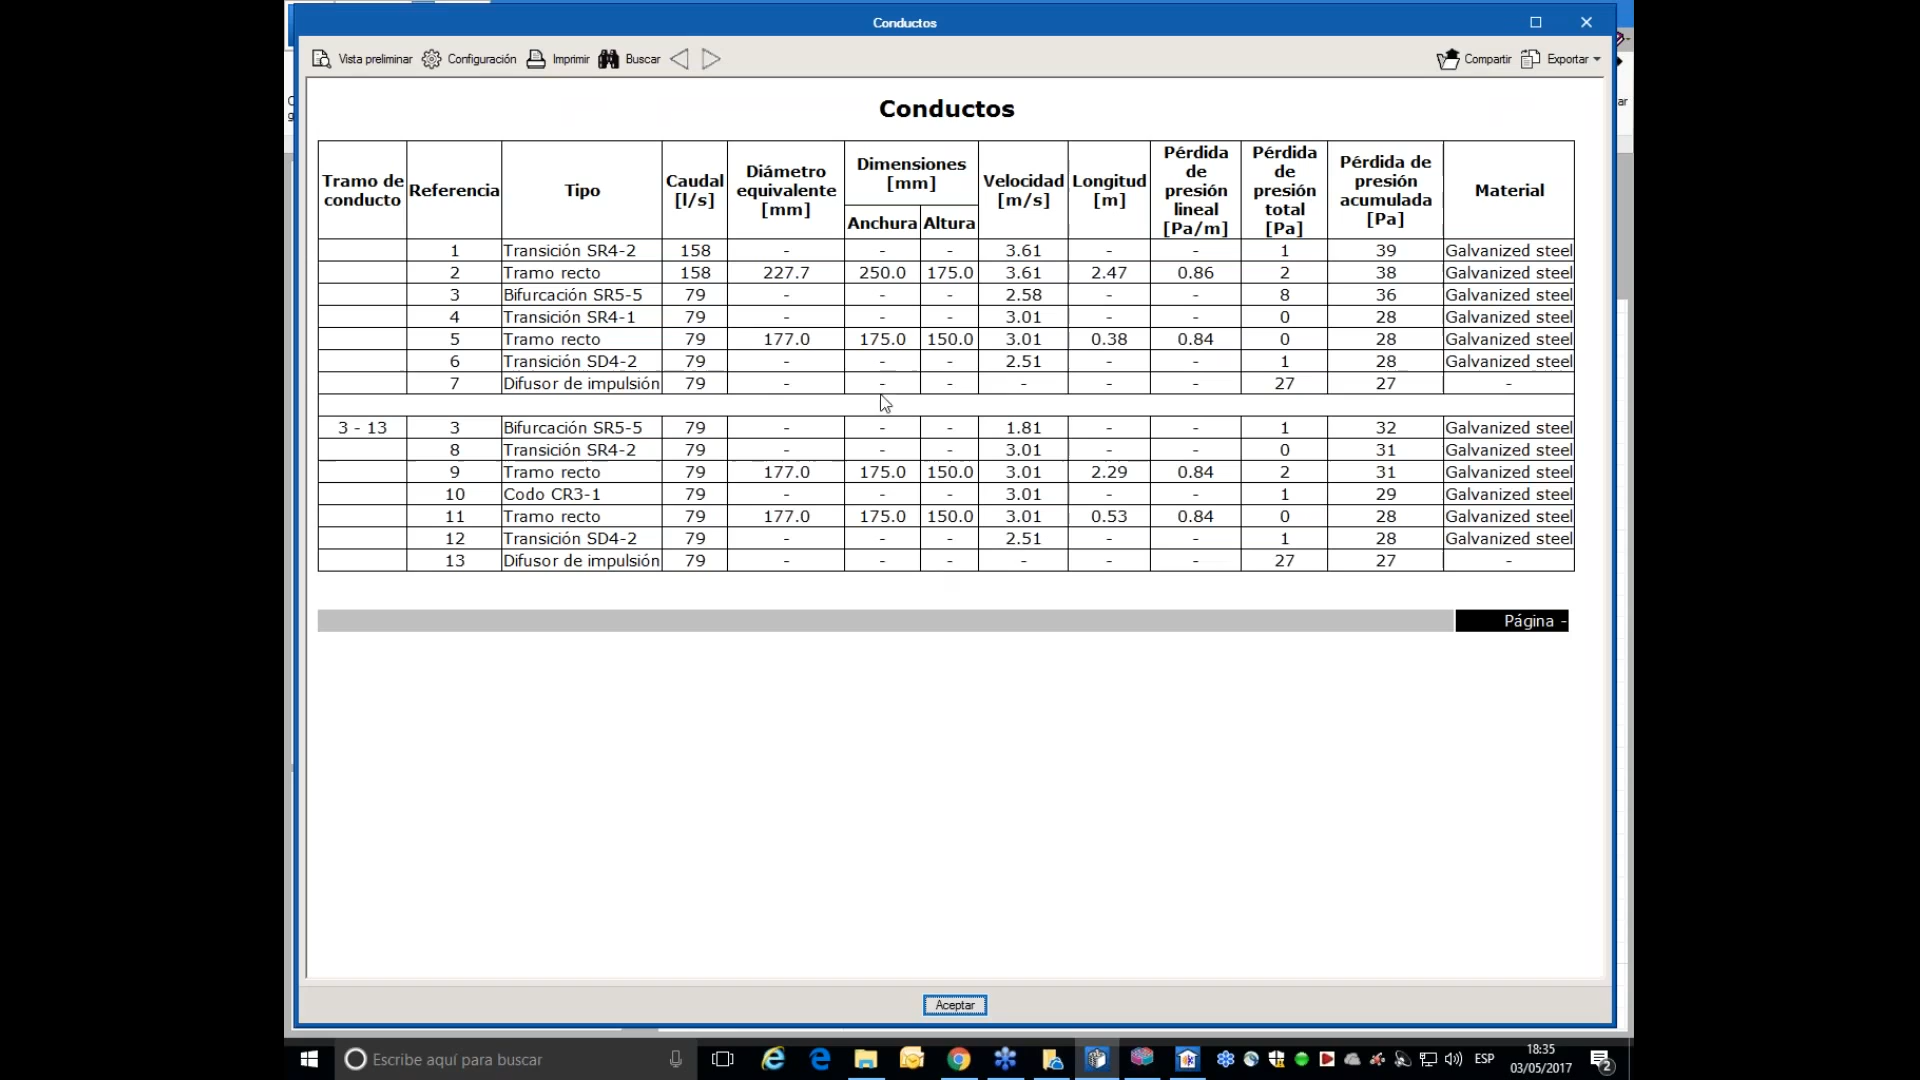 Conductos
Vista preliminar Configuración Imprimir Buscar Compartir Exportar
Conductos
Tramo de conducto Referencia Tipo Caudal [l/s] Diámetro equivalente [mm] Dimensiones [mm] Anchura Altura Velocidad [m/s] Longitud [m] Pérdida de presión lineal [Pa/m] Pérdida de presión total [Pa] Pérdida de presión acumulada [Pa] Material
1 Transición SR4-2 158 - - - 3.61 - - 1 39 Galvanized steel
2 Tramo recto 158 227.7 250.0 175.0 3.61 2.47 0.86 2 38 Galvanized steel
3 Bifurcación SR5-5 79 - - - 2.58 - - 8 36 Galvanized steel
4 Transición SR4-1 79 - - - 3.01 - - 0 28 Galvanized steel
5 Tramo recto 79 177.0 175.0 150.0 3.01 0.38 0.84 0 28 Galvanized steel
6 Transición SD4-2 79 - - - 2.51 - - 1 28 Galvanized steel
7 Difusor de impulsión 79 - - - - - - 27 27 -
3 - 13 3 Bifurcación SR5-5 79 - - - 1.81 - - 1 32 Galvanized steel
8 Transición SR4-2 79 - - - 3.01 - - 0 31 Galvanized steel
9 Tramo recto 79 177.0 175.0 150.0 3.01 2.29 0.84 2 31 Galvanized steel
10 Codo CR3-1 79 - - - 3.01 - - 1 29 Galvanized steel
11 Tramo recto 79 177.0 175.0 150.0 3.01 0.53 0.84 0 28 Galvanized steel
12 Transición SD4-2 79 - - - 2.51 - - 1 28 Galvanized steel
13 Difusor de impulsión 79 - - - - - - 27 27 -
Página -
Aceptar
Escribe aquí para buscar ESP 18:35
03/05/2017 2